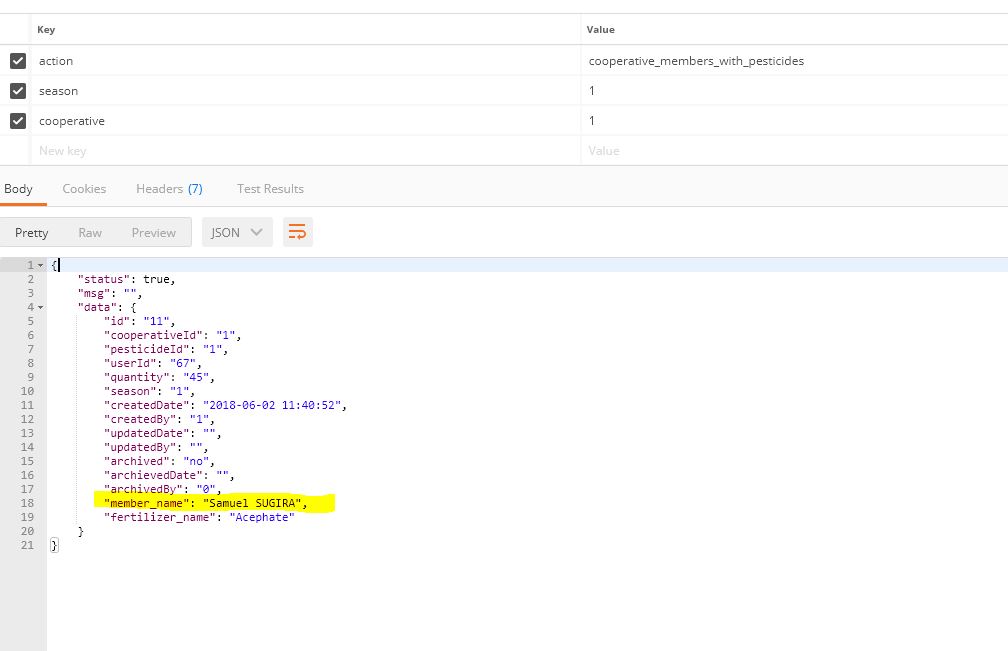 Key Value
action cooperative_members_with_pesticides
season 1
cooperative 1
New key Value
Body Cookies Headers (7) Test Results
Pretty Raw Preview JSON
1 {
2 "status": true,
3 "msg": "",
4 "data": {
5 "id": "11",
6 "cooperativeId": "1",
7 "pesticideId": "1",
8 "userId": "67",
9 "quantity": "45",
10 "season": "1",
11 "createdDate": "2018-06-02 11:40:52",
12 "createdBy": "1",
13 "updatedDate": "",
14 "updatedBy": "",
15 "archived": "no",
16 "archievedDate": "",
17 "archivedBy": "0",
18 "member_name": "Samuel SUGIRA",
19 "fertilizer_name": "Acephate"
20 }
21 }